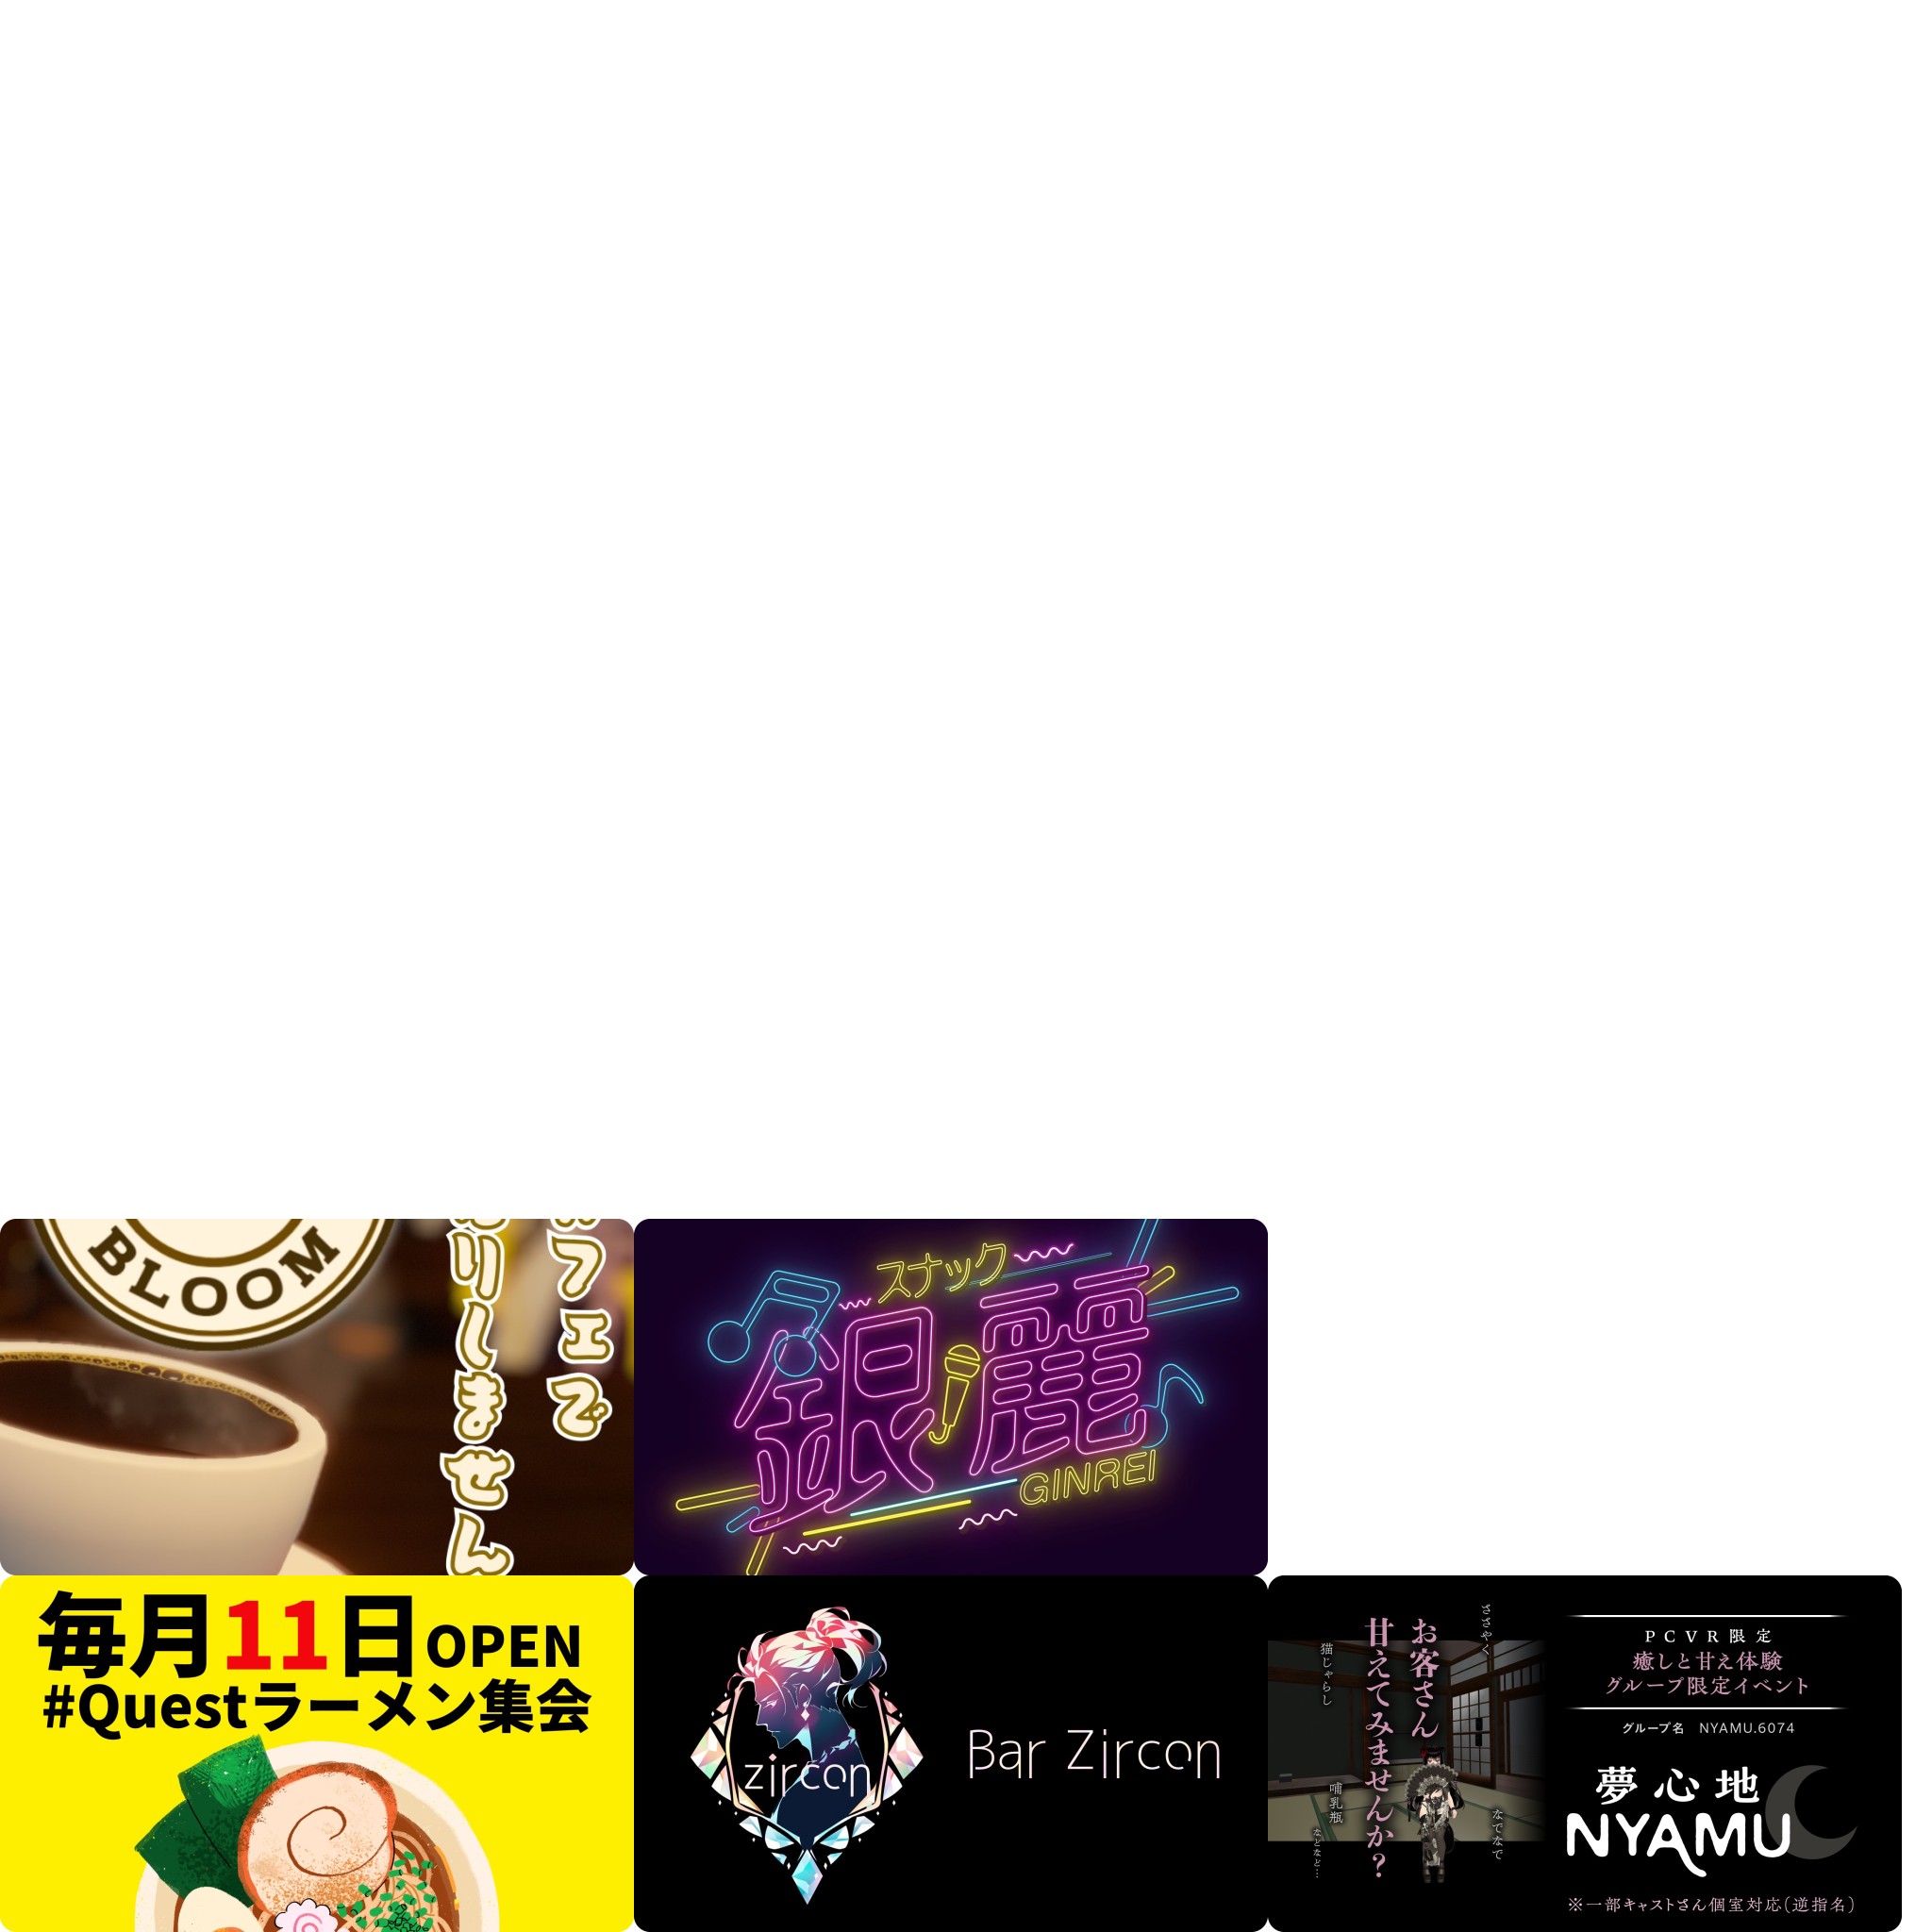 BLOOM
フェで
りしません
スナック
銀麗
GINREI
毎月11日OPEN
#Questラーメン集会
zircon
Bar Zircon
ささやく
お客さん
甘えてみませんか?
猫じゃらし
哺乳瓶
なでなで
などなど…
PCVR限定
癒しと甘え体験
グループ限定イベント
グループ名 NYAMU.6074
夢心地
NYAMU
※一部キャストさん個室対応(逆指名)